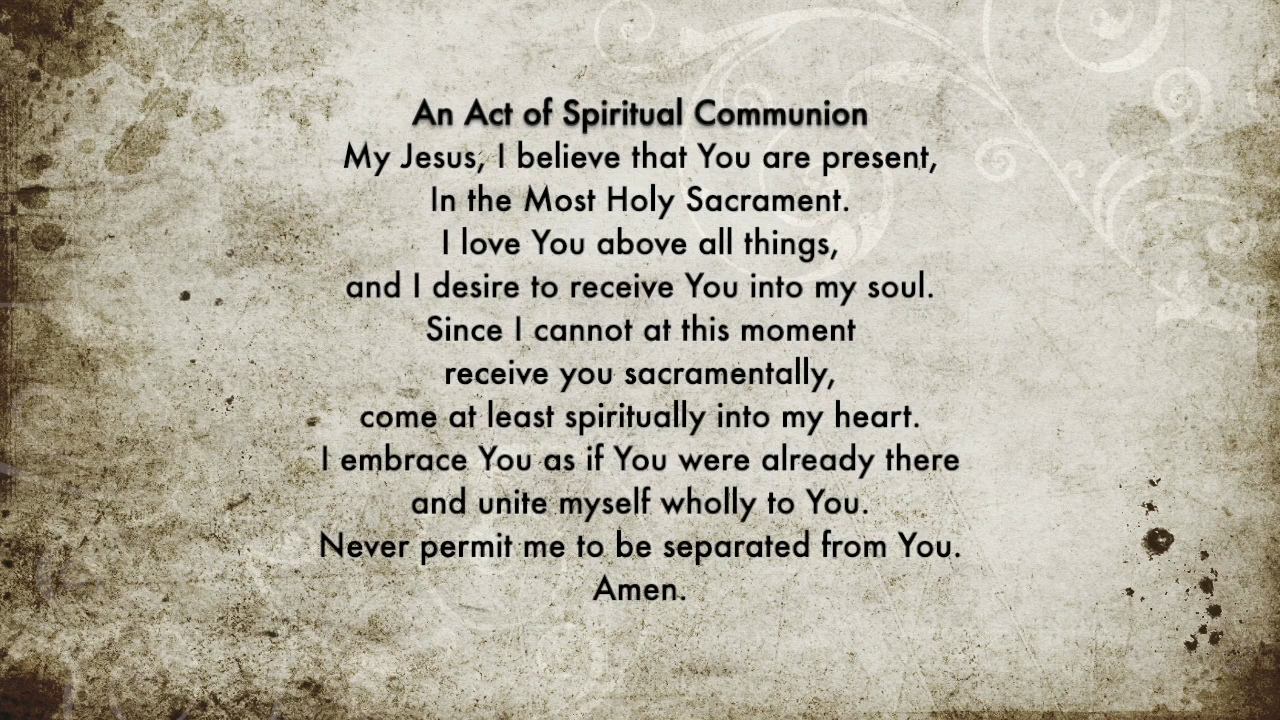 An Act of Spiritual Communion
My Jesus, I believe that You are present,
In the Most Holy Sacrament.
I love You above all things,
and I desire to receive You into my soul.
Since I cannot at this moment
receive you sacramentally,
come at least spiritually into my heart.
I embrace You as if You were already there
and unite myself wholly to You.
Never permit me to be separated from You.
Amen.